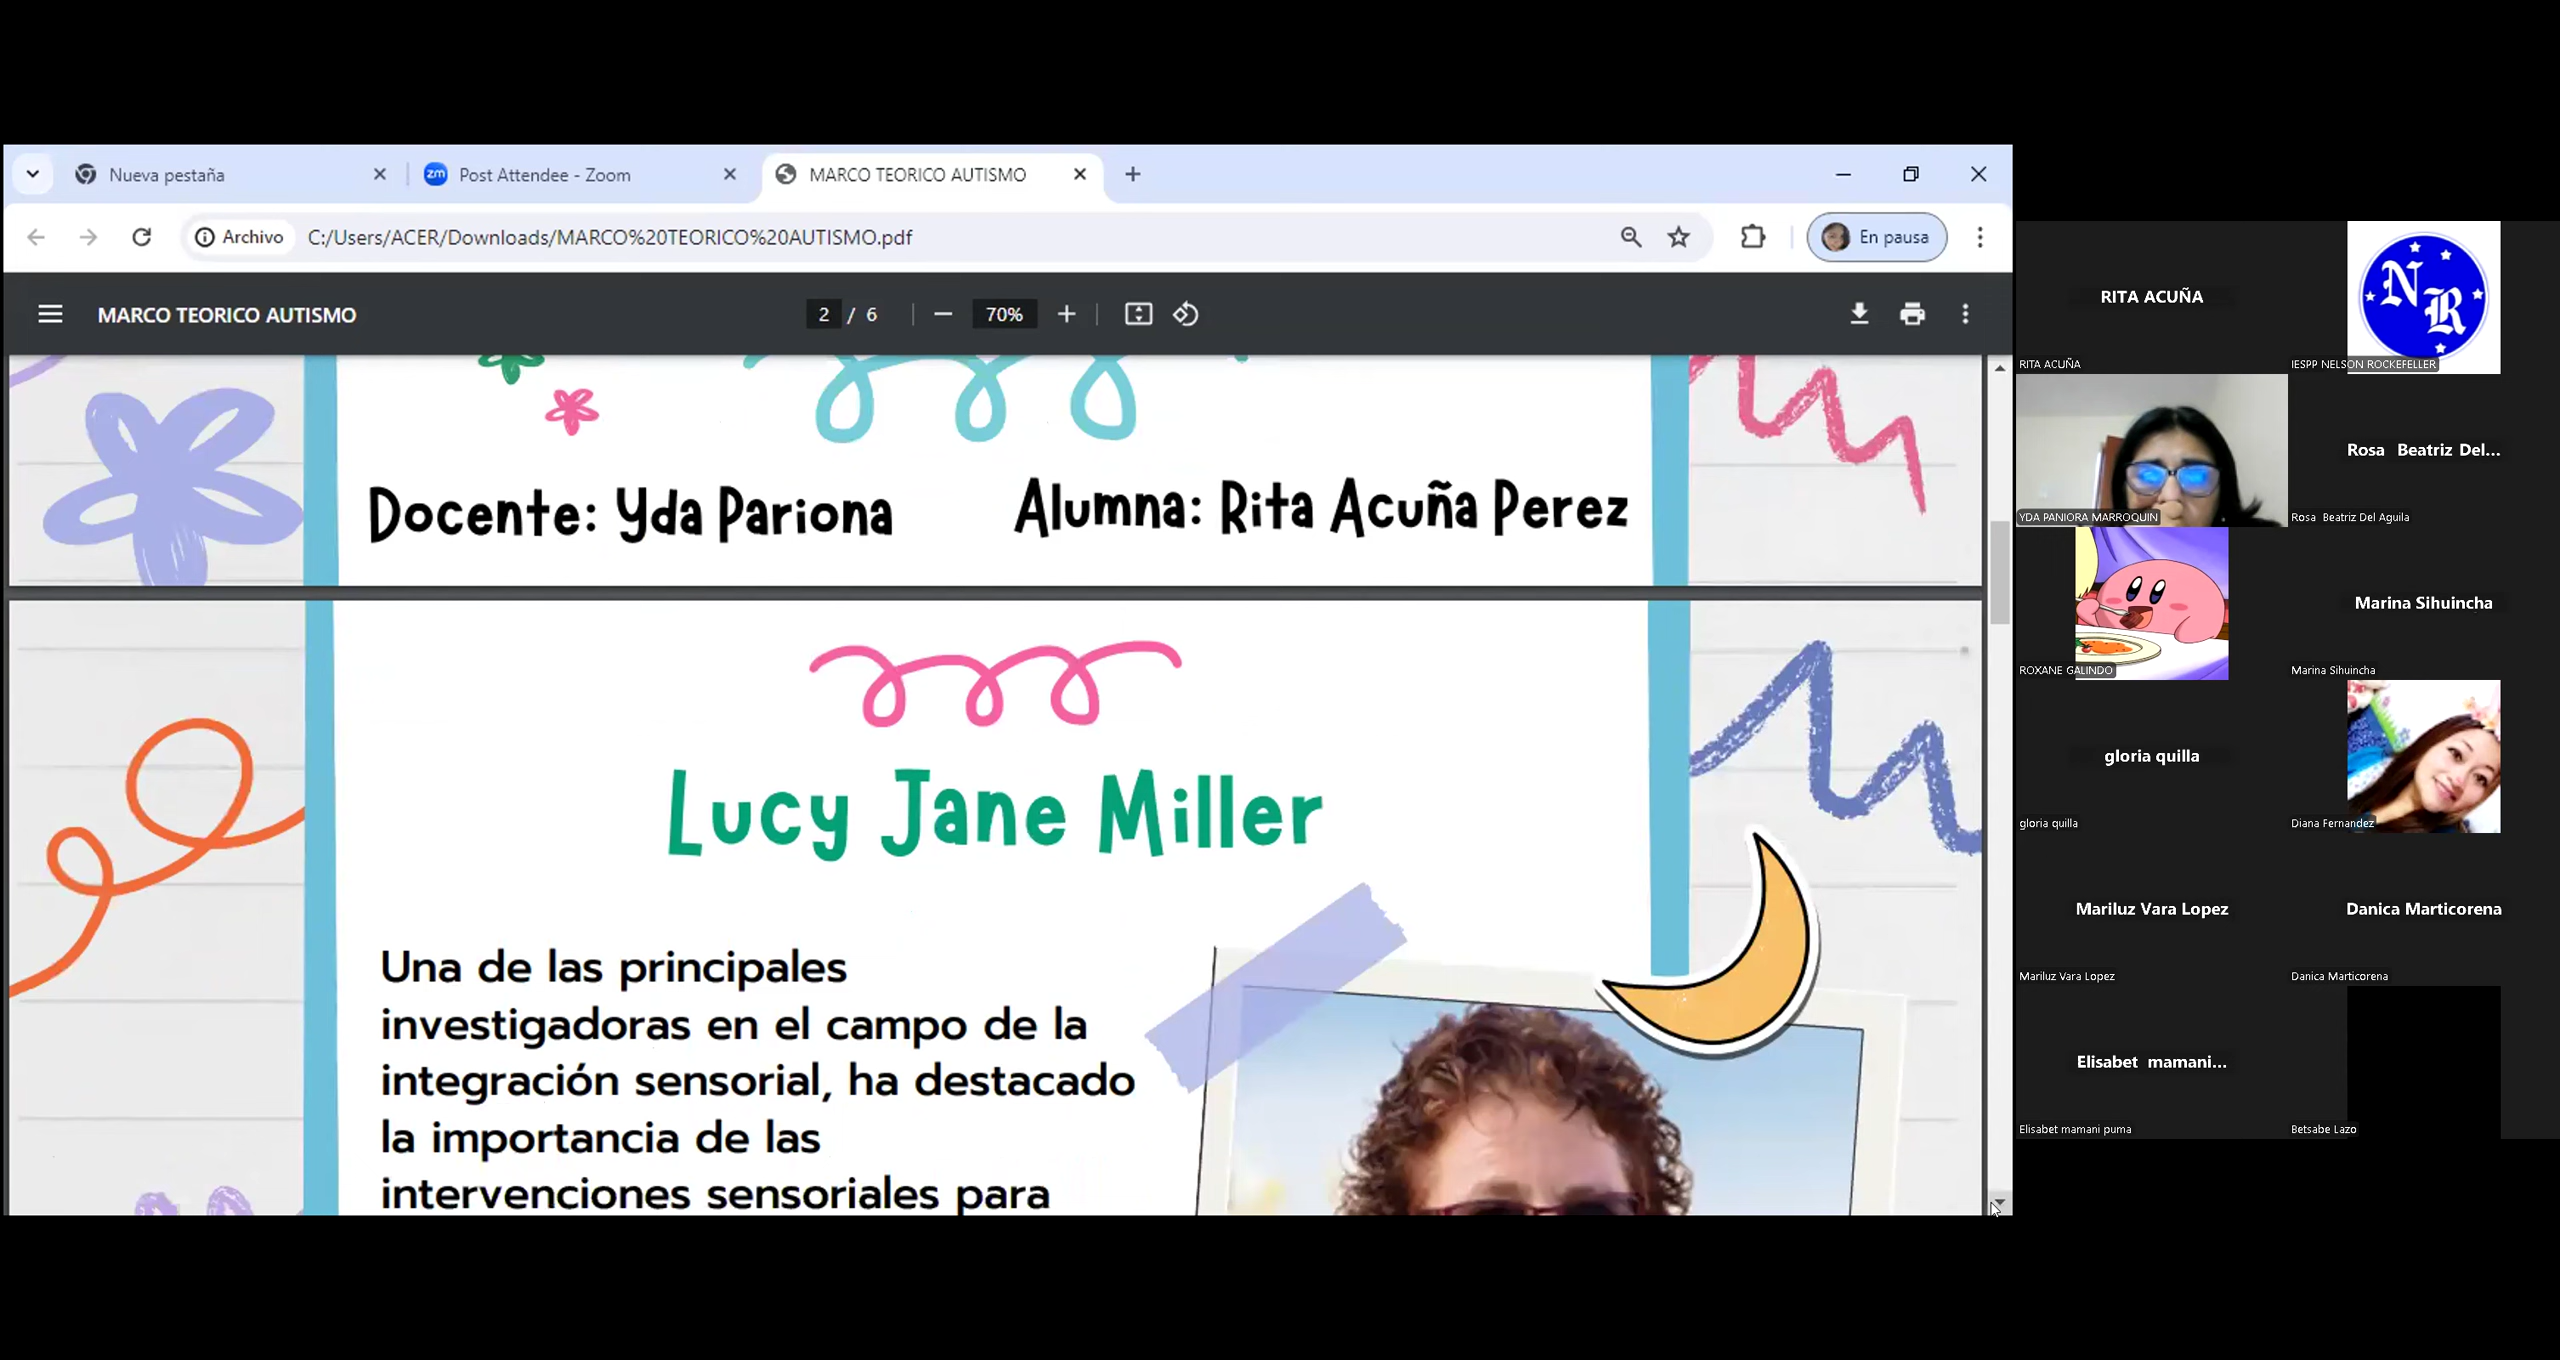 Nueva pestaña
Post Attendee - Zoom
MARCO TEORICO AUTISMO
Archivo
C:/Users/ACER/Downloads/MARCO%20TEORICO%20AUTISMO.pdf
En pausa
MARCO TEORICO AUTISMO
2 / 6
70%
Docente: Yda Pariona
Alumna: Rita Acuña Perez
Lucy Jane Miller
Una de las principales
investigadoras en el campo de la
integración sensorial, ha destacado
la importancia de las
intervenciones sensoriales para
RITA ACUÑA
RITA ACUÑA
NR
IESPP NELSON ROCKEFELLER
YDA PANIORA MARROQUIN
Rosa Beatriz Del...
Rosa Beatriz Del Aguila
ROXANE GALINDO
Marina Sihuincha
Marina Sihuincha
gloria quilla
gloria quilla
Diana Fernandez
Mariluz Vara Lopez
Mariluz Vara Lopez
Danica Marticorena
Danica Marticorena
Elisabet mamani...
Elisabet mamani puma
Betsabe Lazo